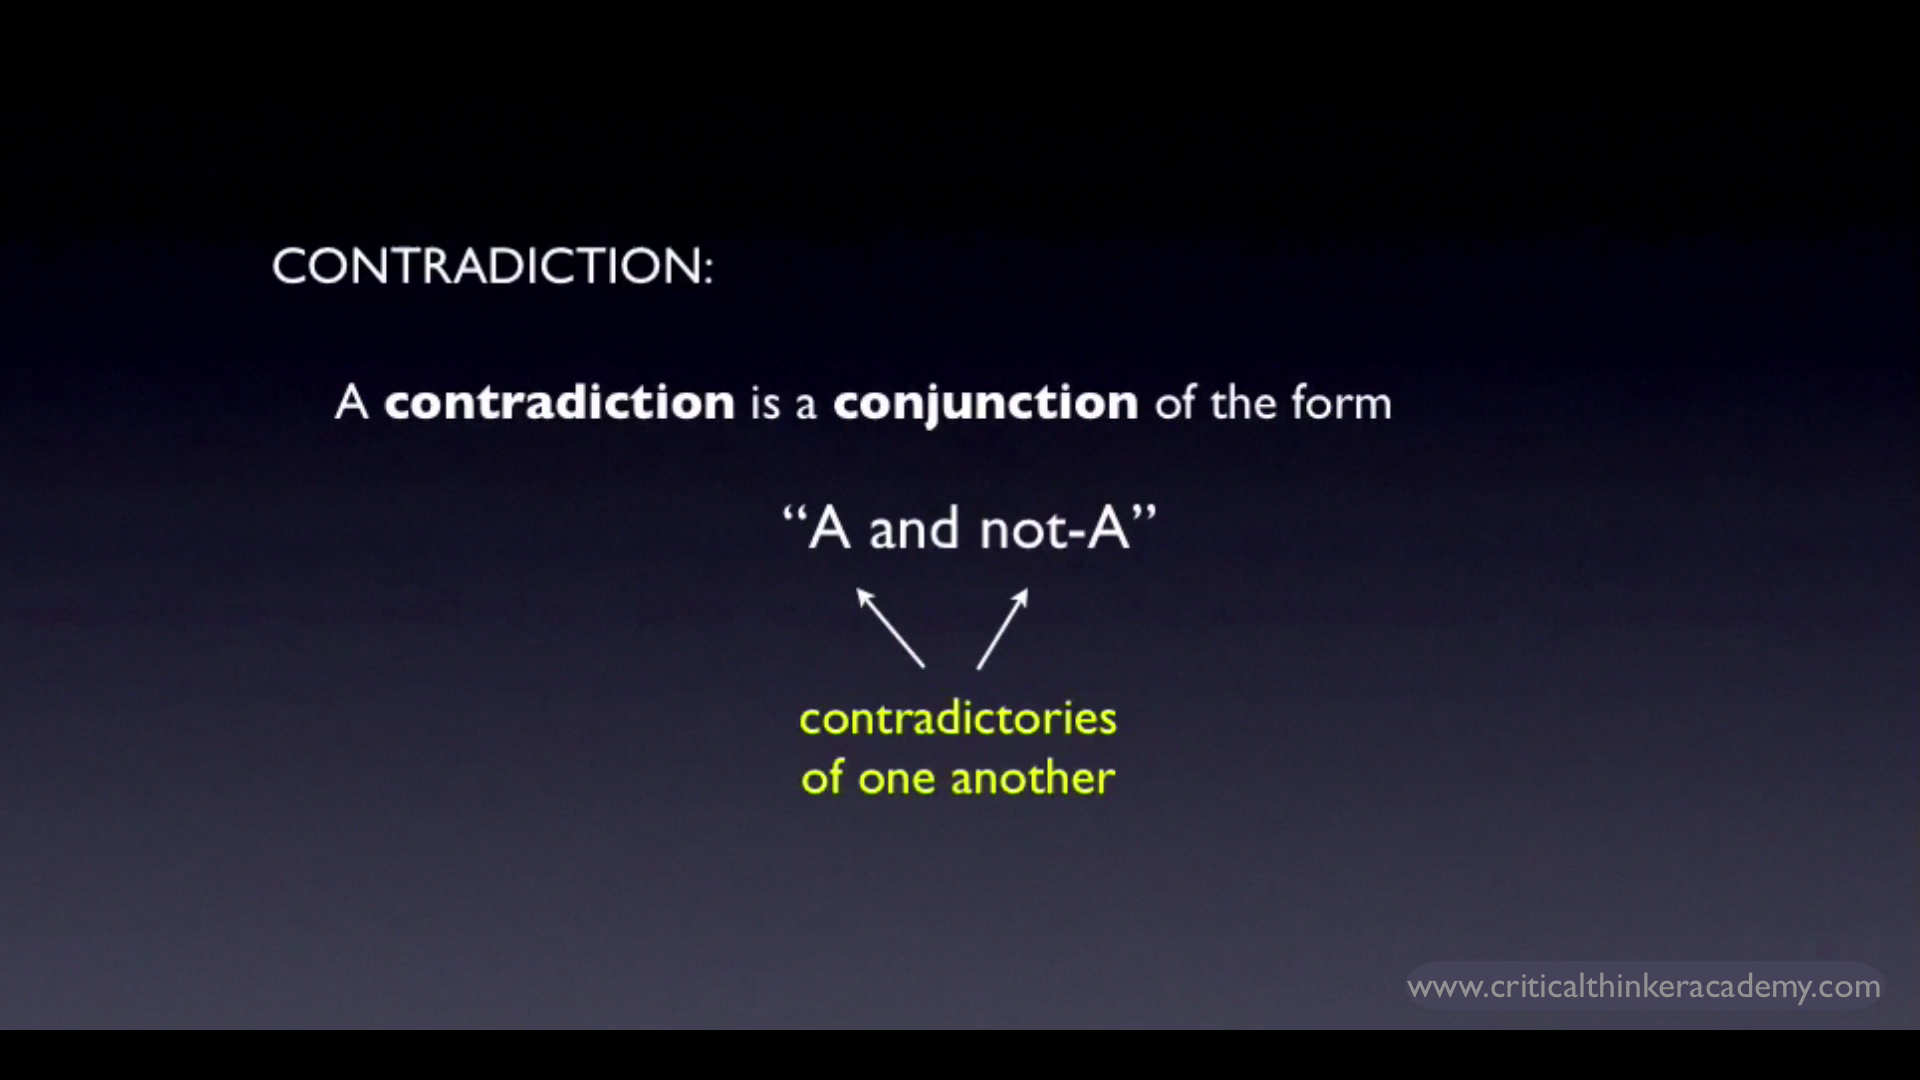 CONTRADICTION:
A contradiction is a conjunction of the form
“A and not-A”
contradictories
of one another
www.criticalthinkeracademy.com